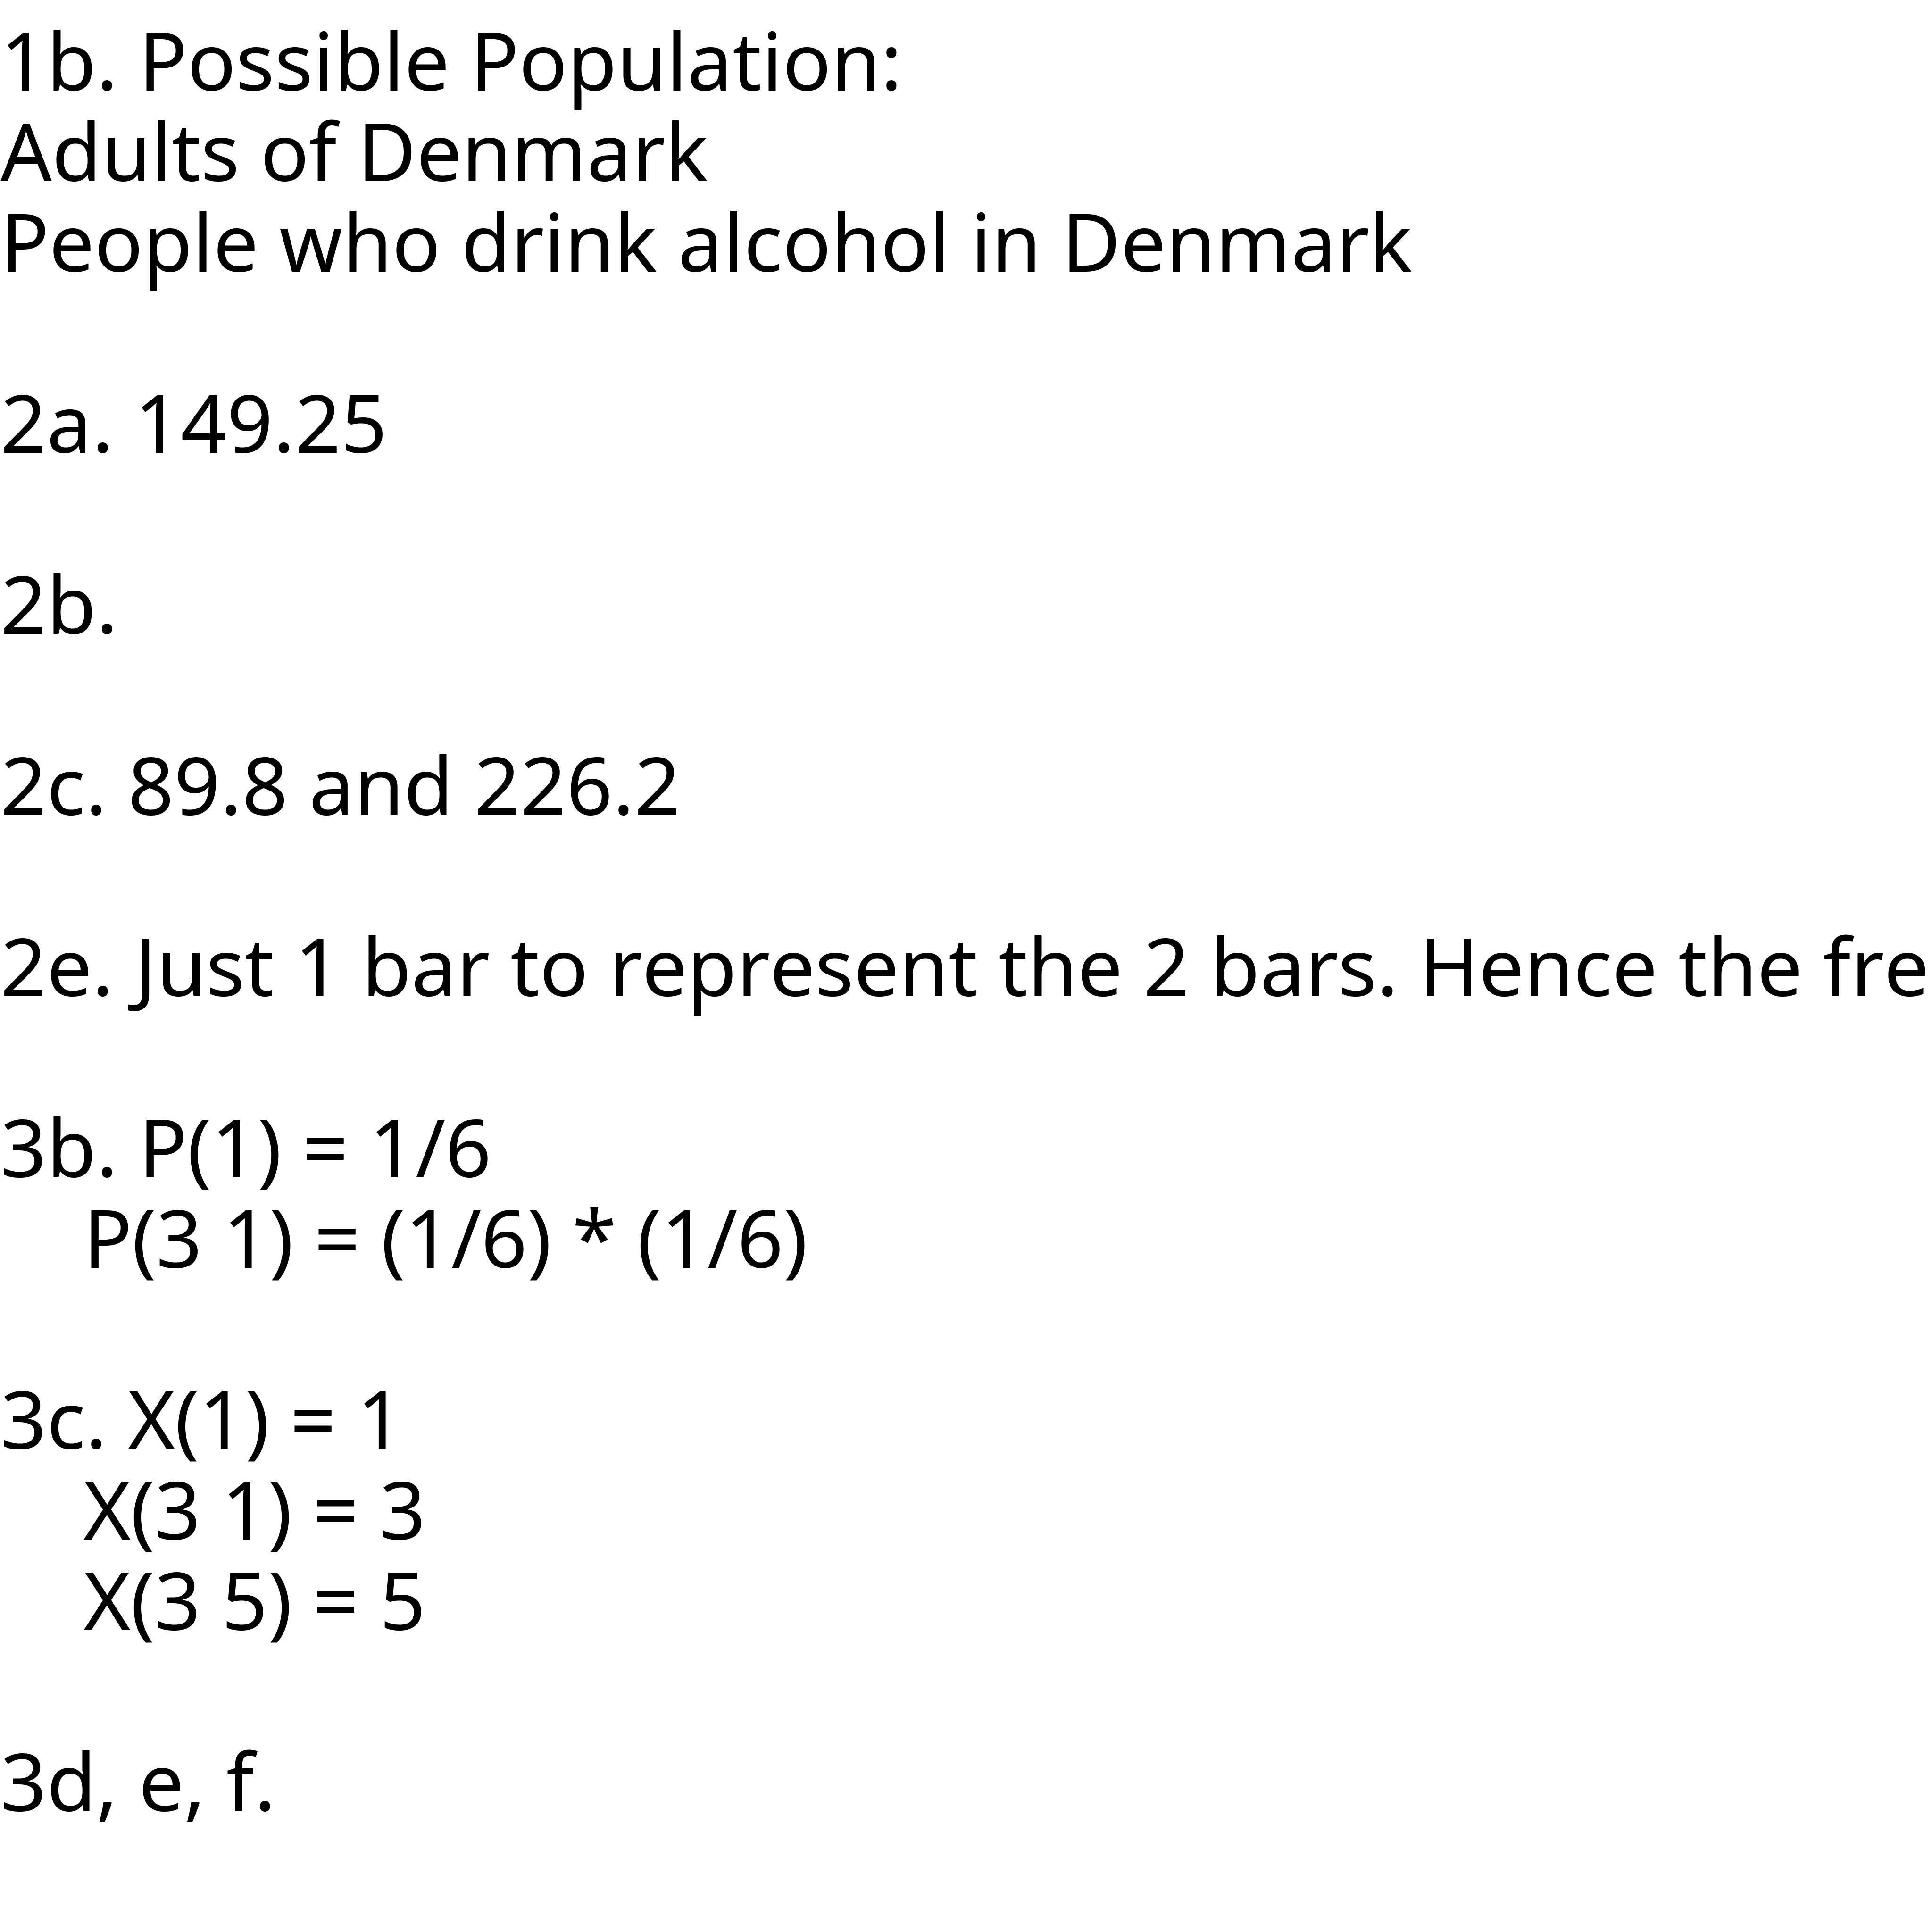 1b. Possible Population:
Adults of Denmark
People who drink alcohol in Denmark
2a. 149.25
2b.
2c. 89.8 and 226.2
2e. Just 1 bar to represent the 2 bars. Hence the fre
3b. P(1) = 1/6
P(3 1) = (1/6) * (1/6)
3c. X(1) = 1
X(3 1) = 3
X(3 5) = 5
3d, e, f.